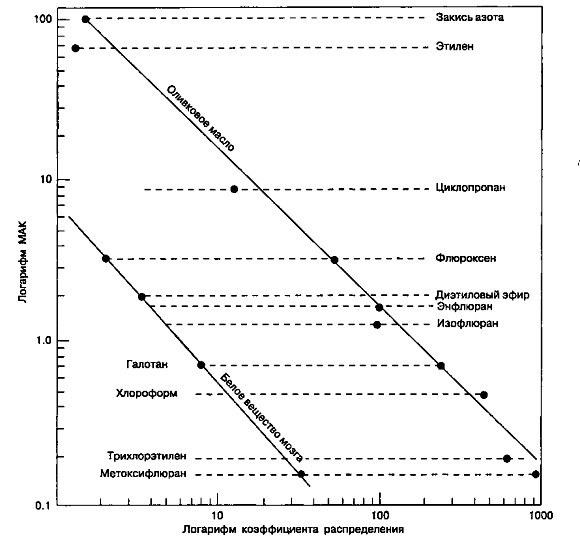 100
Закись азота
Этилен
Оливковое масло
10
Циклопропан
Логарифм МАК
Флюроксен
Диэтиловый эфир
Энфлюран
Изофлюран
1.0
Галотан
Хлороформ
Белое вещество мозга
Трихлорэтилен
Метоксифлюран
0.1
10
100
1000
Логарифм коэффициента распределения